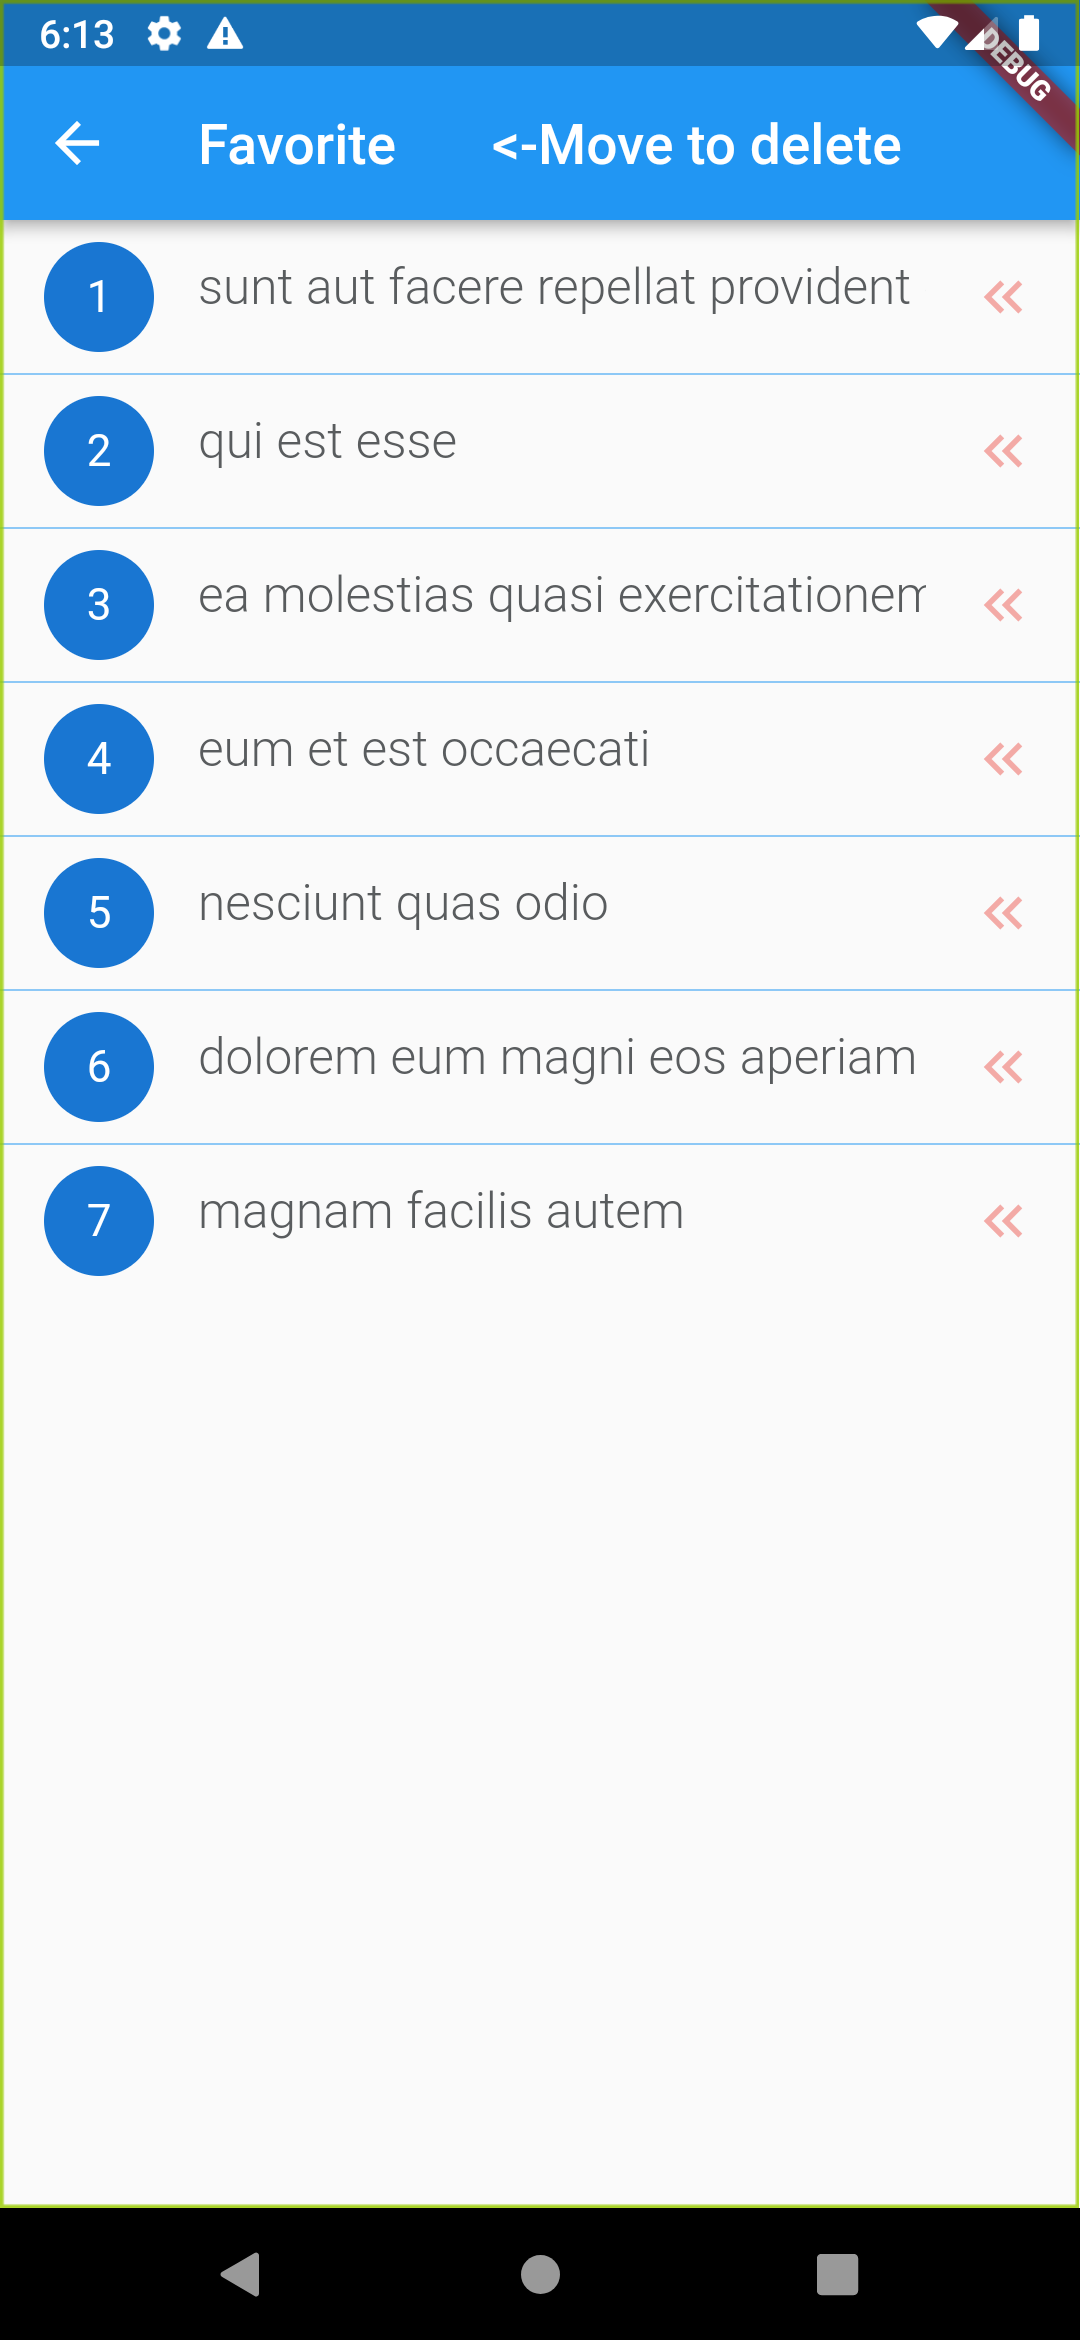 6:13
DEBUG
Favorite <-Move to delete
1 sunt aut facere repellat provident
2 qui est esse
3 ea molestias quasi exercitationem
4 eum et est occaecati
5 nesciunt quas odio
6 dolorem eum magni eos aperiam
7 magnam facilis autem